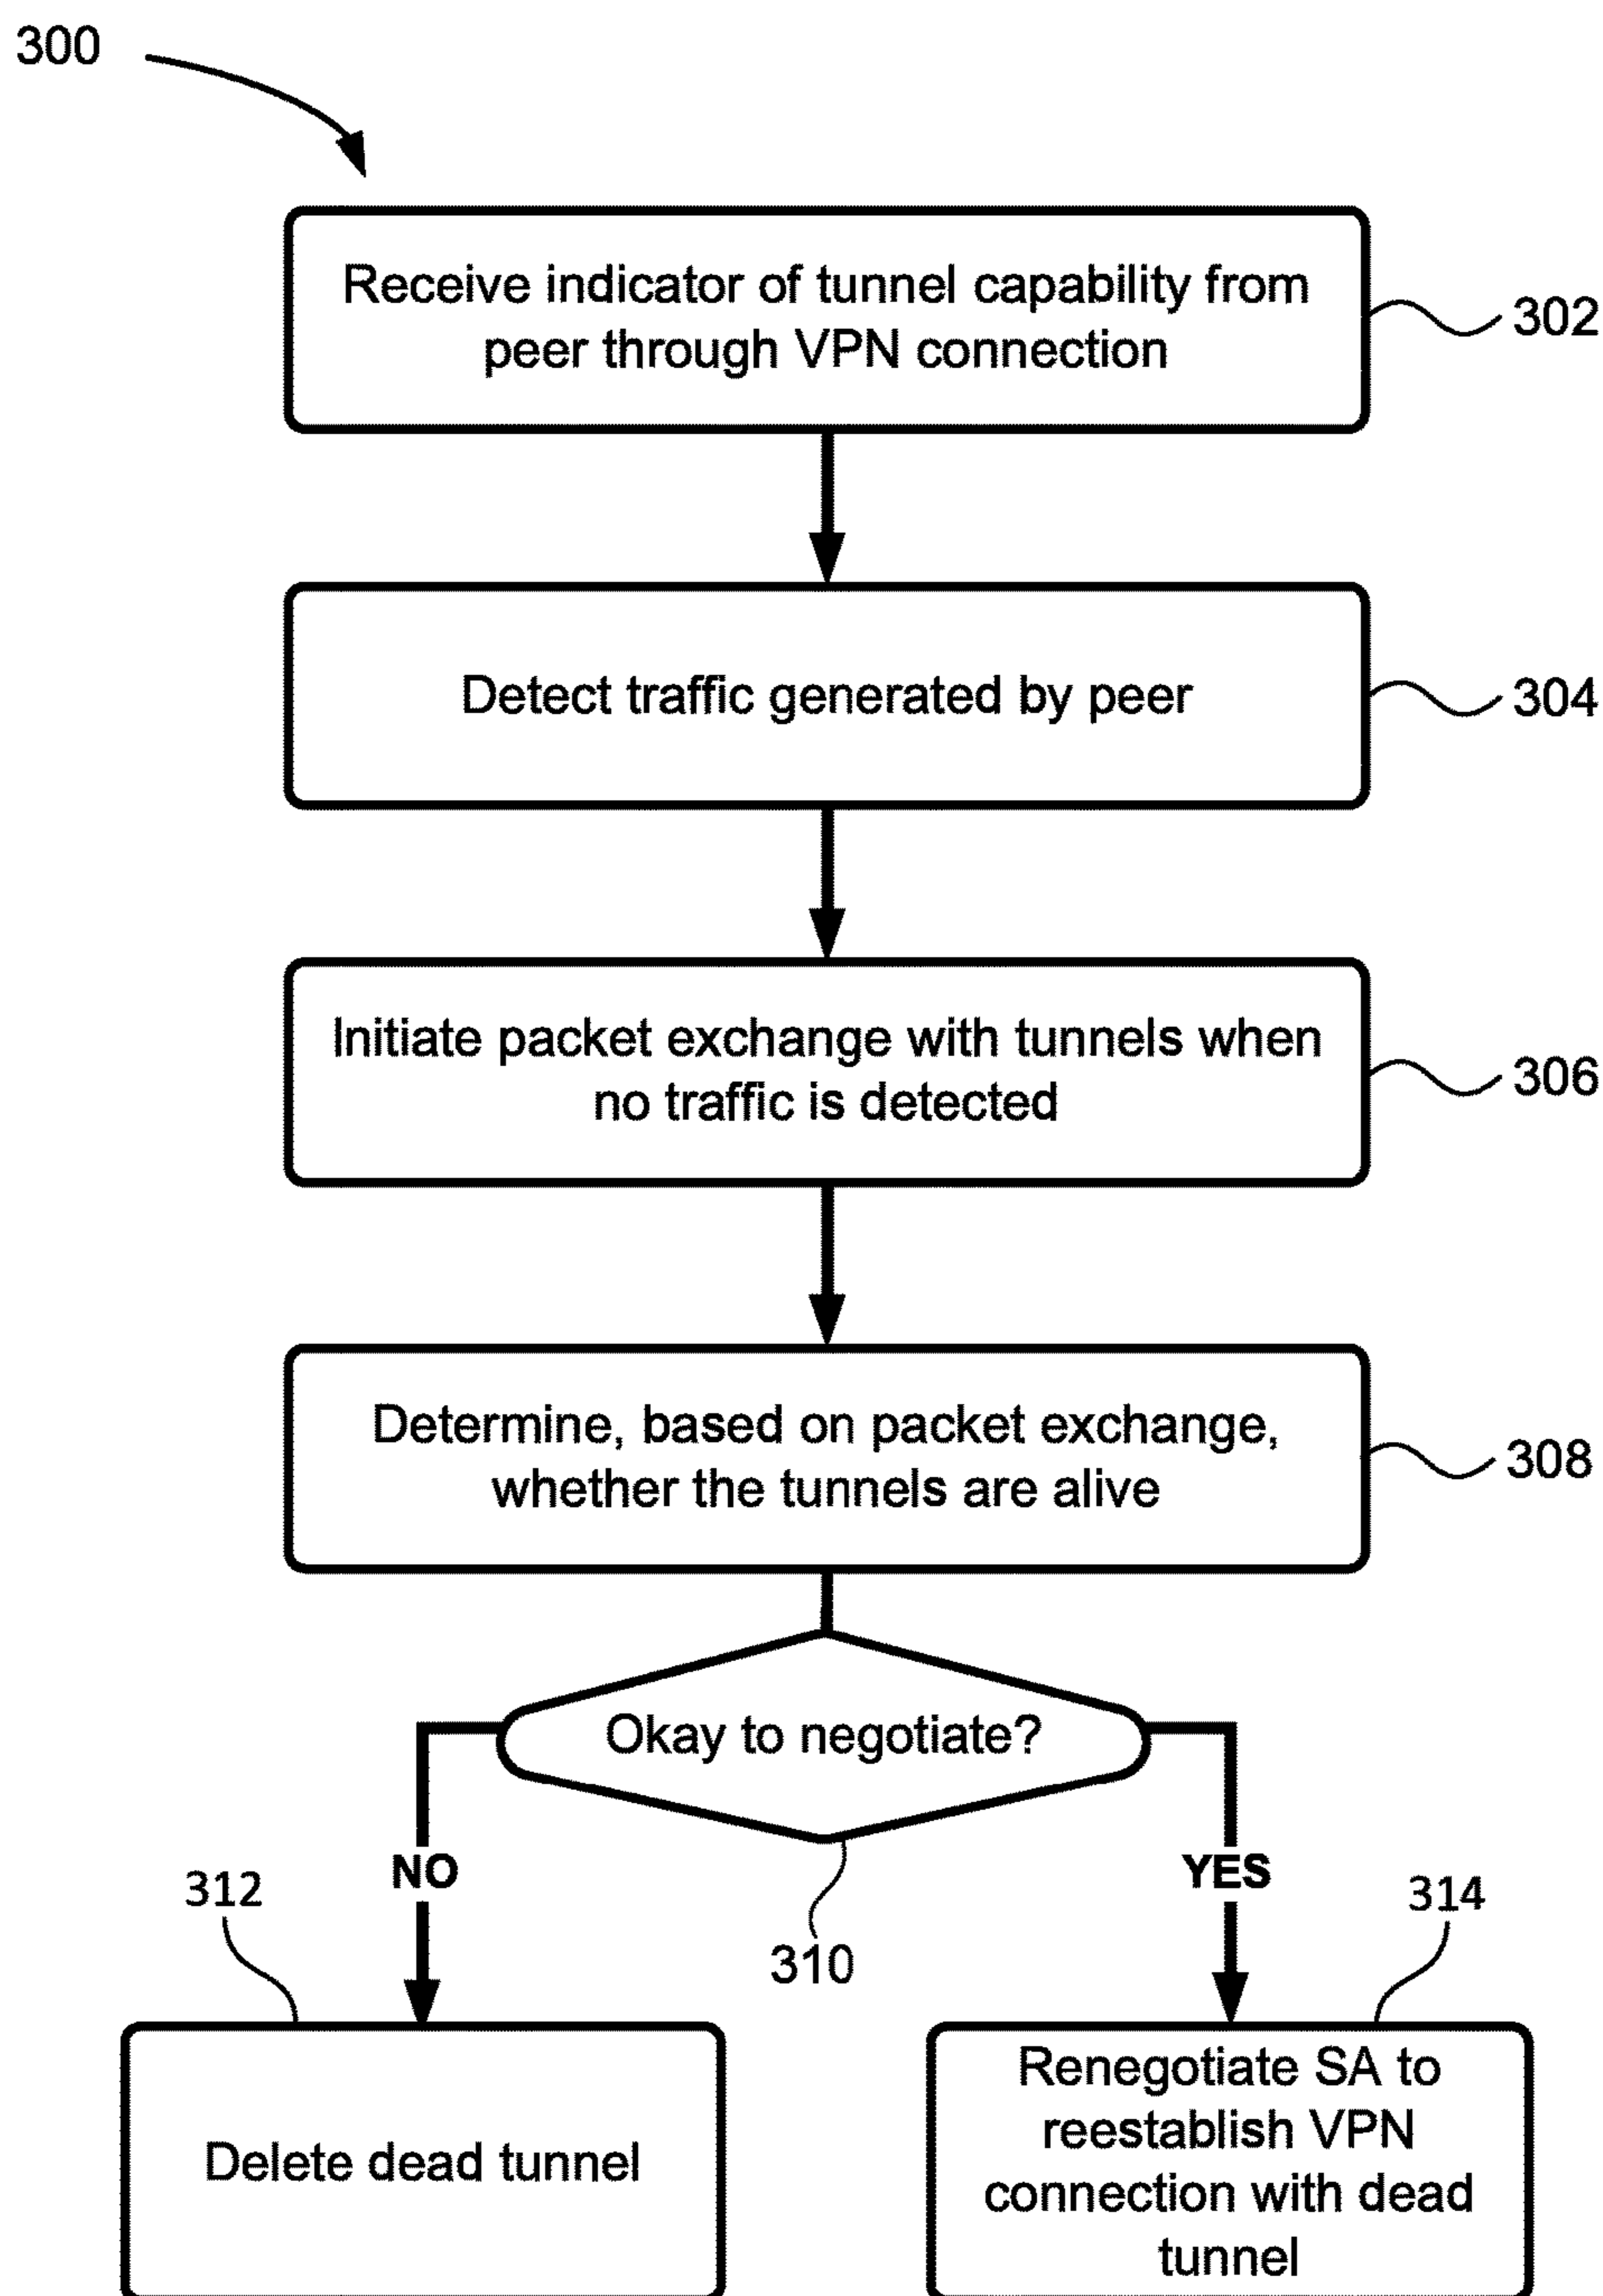 300
Receive indicator of tunnel capability from
peer through VPN connection
302
Detect traffic generated by peer
304
Initiate packet exchange with tunnels when
no traffic is detected
306
Determine, based on packet exchange,
whether the tunnels are alive
308
Okay to negotiate?
310
NO
YES
312
314
Delete dead tunnel
Renegotiate SA to
reestablish VPN
connection with dead
tunnel